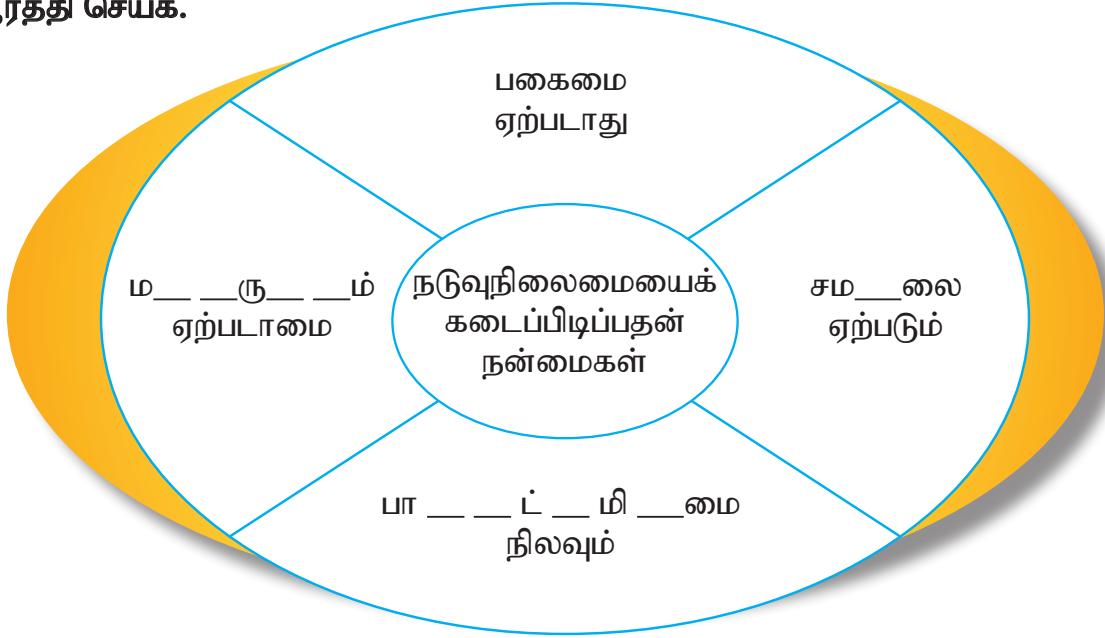 பூர்த்தி செய்க.
பகைமை
ஏற்படாது
ம__ __ரு__ __ம்
ஏற்படாமை
நடுவுநிலைமையைக்
கடைப்பிடிப்பதன்
நன்மைகள்
சம___லை
ஏற்படும்
பா __ __ ட் __ மி ___மை
நிலவும்